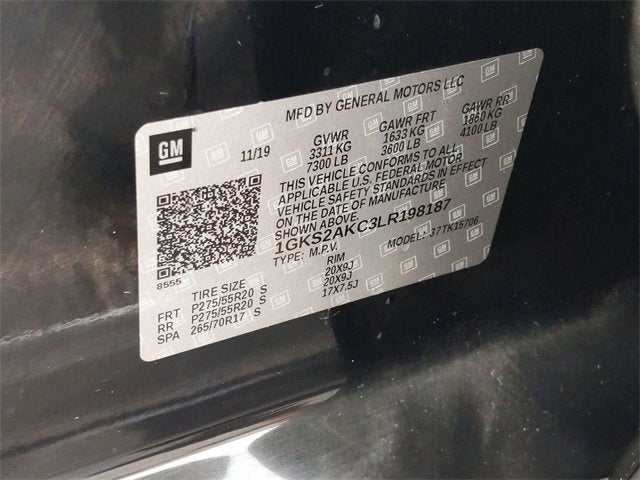 MFD BY GENERAL MOTORS LLC
GM
11/19
GVWR
3311 KG
7300 LB
GAWR FRT
1633 KG
3600 LB
GAWR RR
1860 KG
4100 LB
THIS VEHICLE CONFORMS TO ALL
APPLICABLE U.S. FEDERAL MOTOR
VEHICLE SAFETY STANDARDS IN EFFECT
ON THE DATE OF MANUFACTURE
SHOWN ABOVE.
1GKS2AKC3LR198187
TYPE: M.P.V. MODEL: 37TK15706
8555
TIRE SIZE RIM
FRT P275/55R20 S 20X9J
RR P275/55R20 S 20X9J
SPA 265/70R17 S 17X7.5J